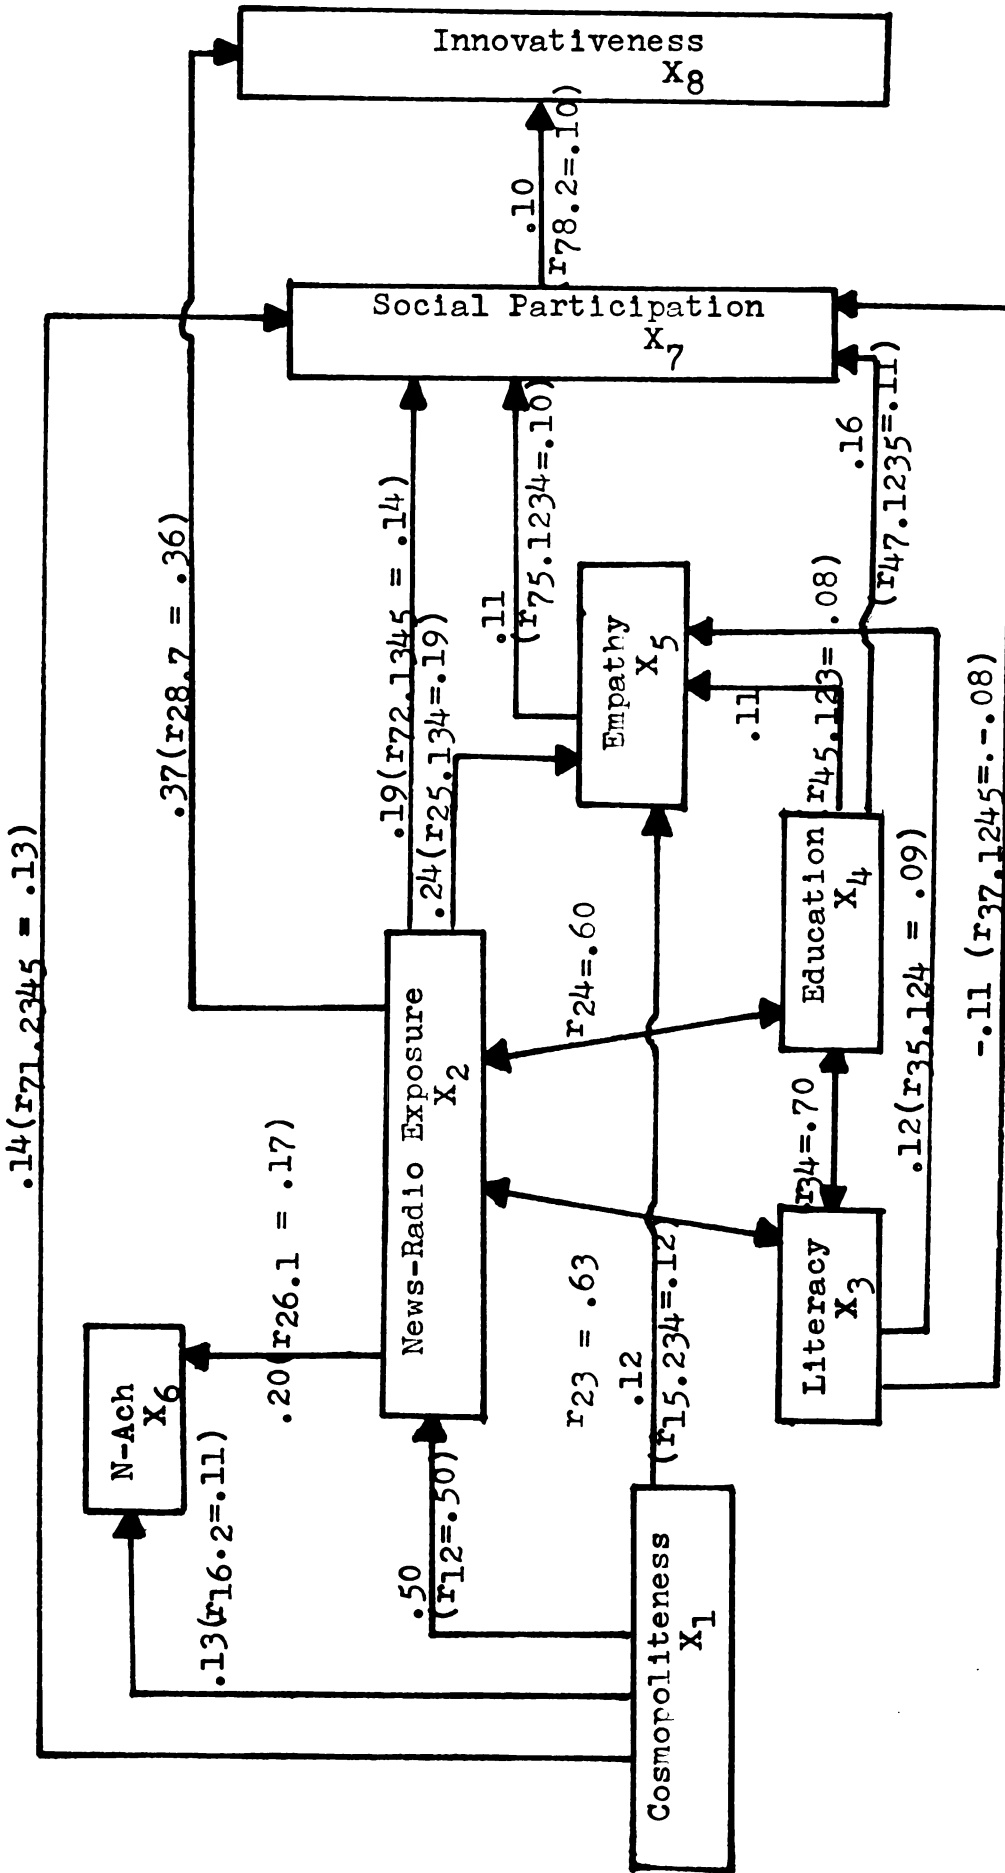 Innovativeness
X8
.10
r78.2=.10)
Social Participation
X7
.14(r71.2345 = .13)
.37(r28.7 = .36)
.19(r72.1345 = .14)
.24(r25.134=.19)
.11
(r75.1234=.10)
.16
(r47.1235=.11)
Empathy
X5
.11
r45.123= .08)
-.11 (r37.1245=.-.08)
.12(r35.124 = .09)
Education
X4
r24=.60
News-Radio Exposure
X2
r34=.70
Literacy
X3
r23 = .63
.12
(r15.234=.12)
.20(r26.1 = .17)
N-Ach
X6
.13(r16.2=.11)
.50
(r12=.50)
Cosmopoliteness
X1